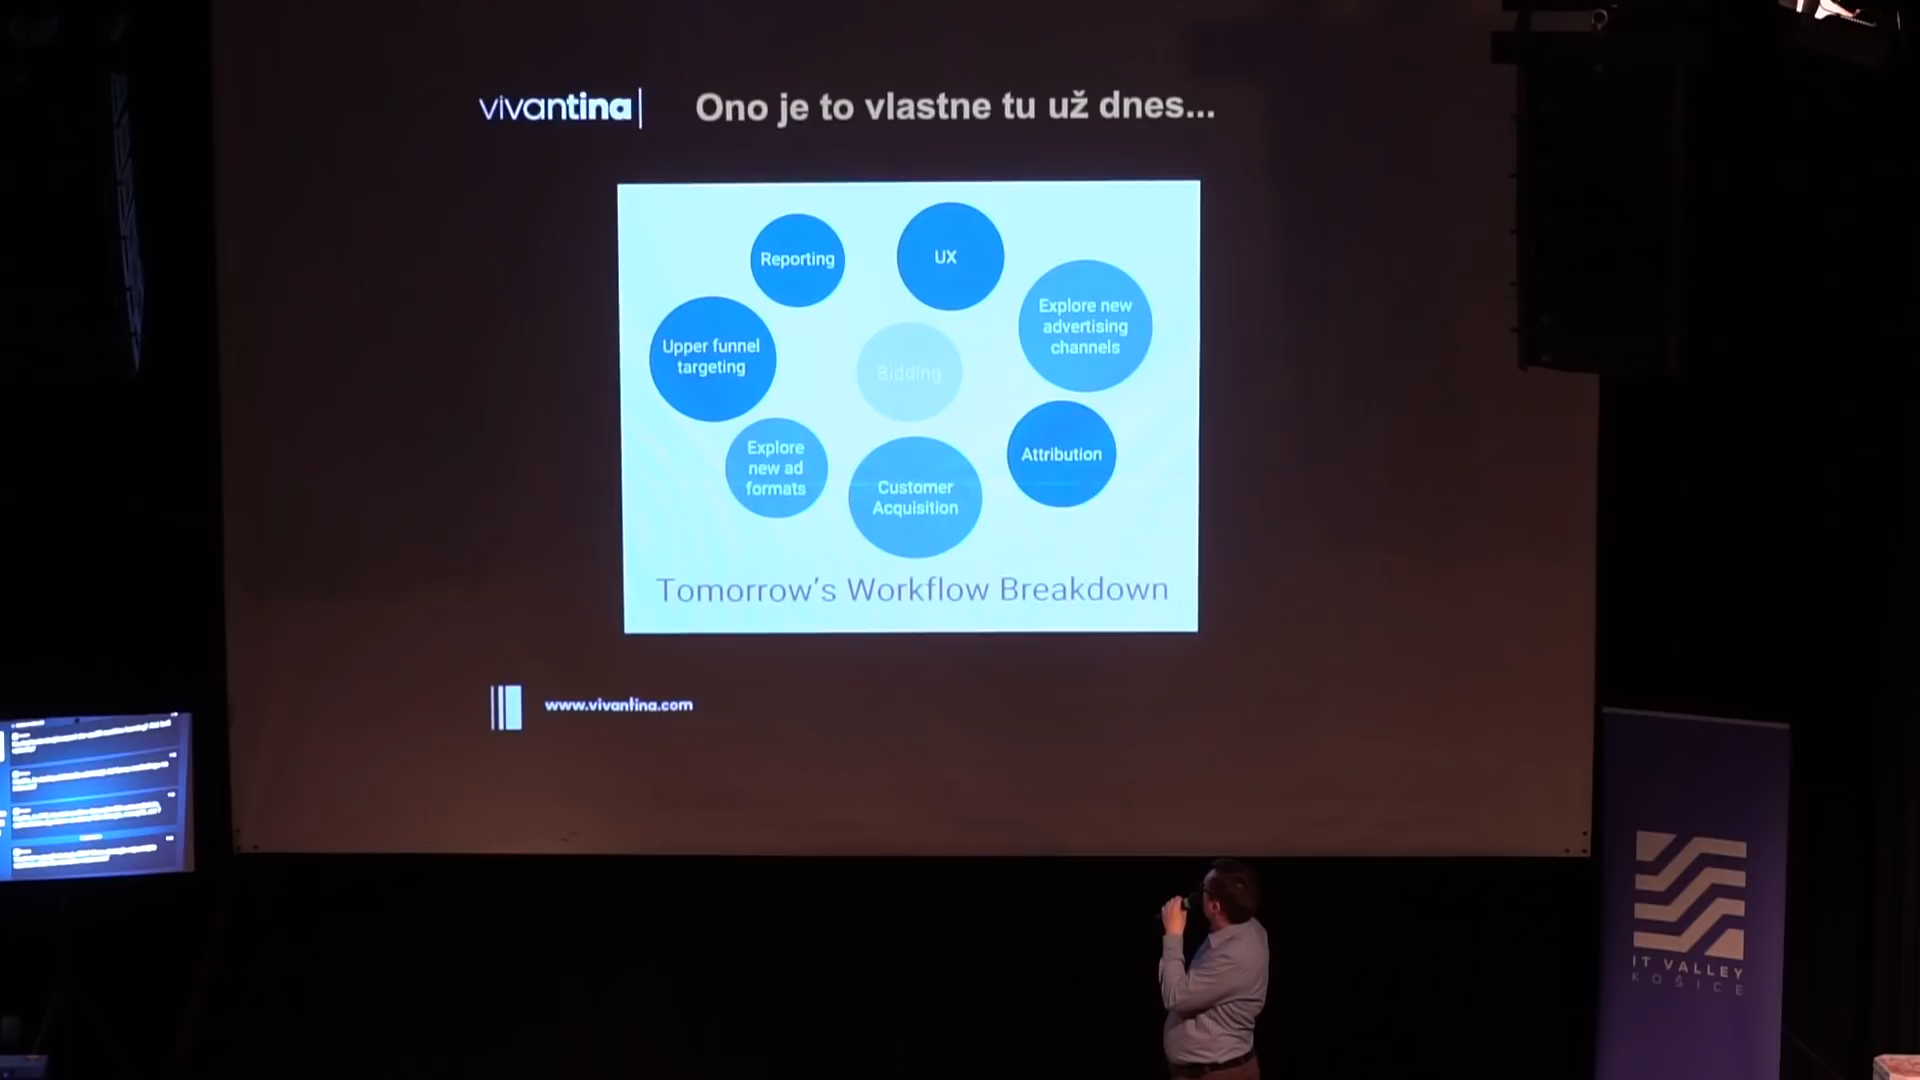 vivantina
Ono je to vlastne tu už dnes...
Reporting
UX
Explore new
advertising
channels
Upper funnel
targeting
Bidding
Explore
new ad
formats
Customer
Acquisition
Attribution
Tomorrow's Workflow Breakdown
www.vivantina.com
IT VALLEY
KOŠICE